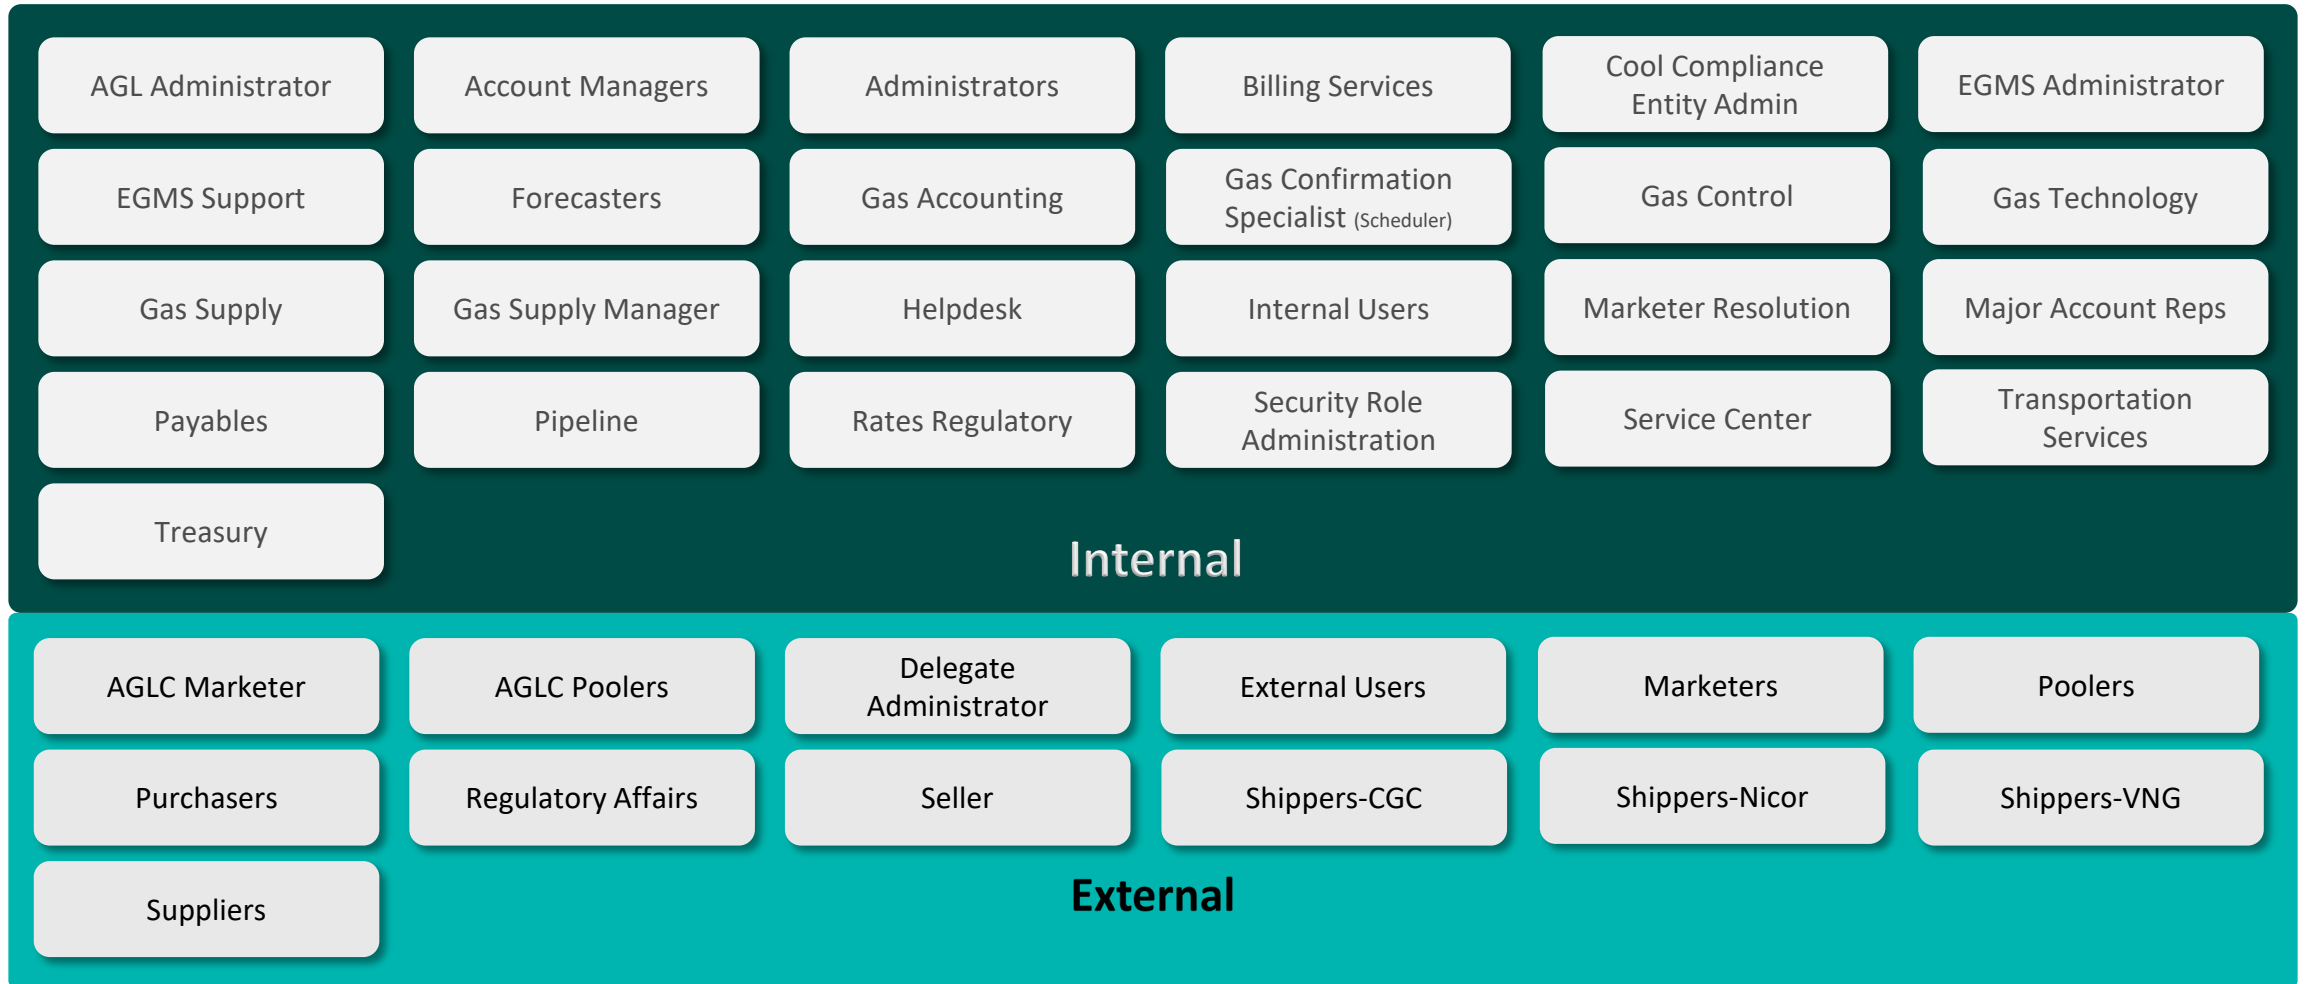 AGL Administrator
Account Managers
Administrators
Billing Services
Cool Compliance
Entity Admin
EGMS Administrator
EGMS Support
Forecasters
Gas Accounting
Gas Confirmation
Specialist (Scheduler)
Gas Control
Gas Technology
Gas Supply
Gas Supply Manager
Helpdesk
Internal Users
Marketer Resolution
Major Account Reps
Payables
Pipeline
Rates Regulatory
Security Role
Administration
Service Center
Transportation
Services
Treasury
Internal
AGLC Marketer
AGLC Poolers
Delegate
Administrator
External Users
Marketers
Poolers
Purchasers
Regulatory Affairs
Seller
Shippers-CGC
Shippers-Nicor
Shippers-VNG
Suppliers
External